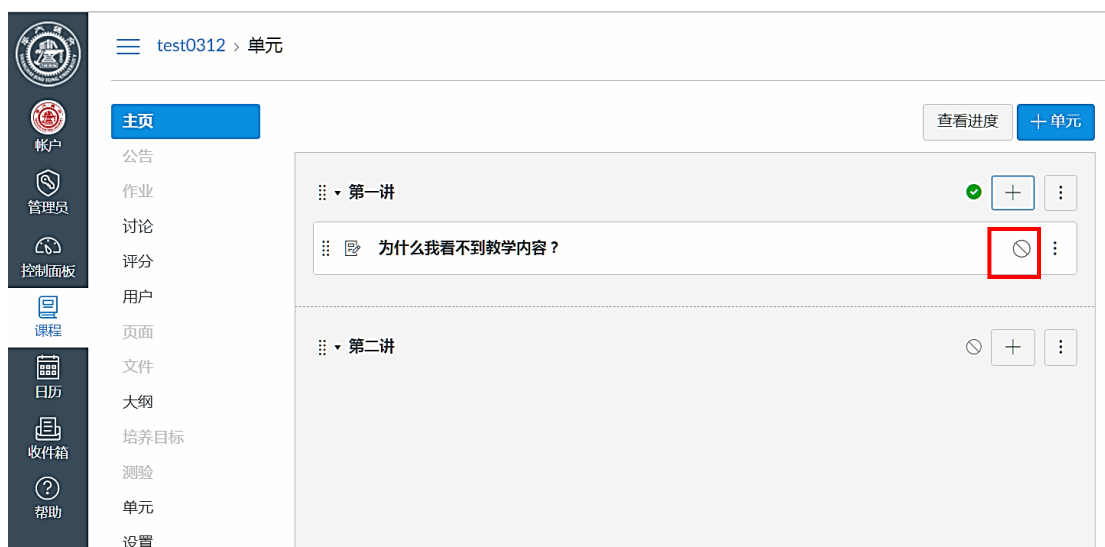 test0312 › 单元
帐户
管理员
控制面板
课程
日历
收件箱
帮助
主页
公告
作业
讨论
评分
用户
页面
文件
大纲
培养目标
测验
单元
设置
查看进度
+ 单元
第一讲
为什么我看不到教学内容？
第二讲